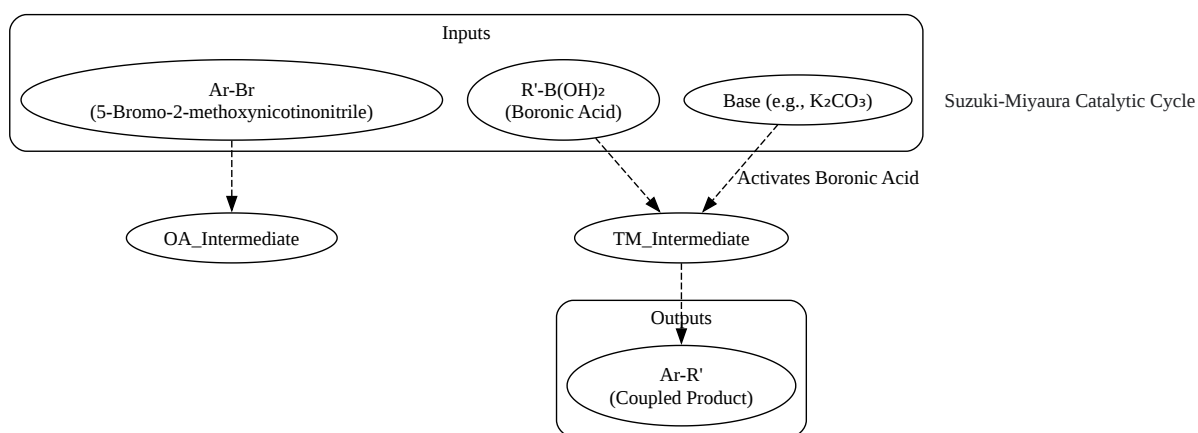 Inputs
Ar-Br
(5-Bromo-2-methoxynicotinonitrile)
R'-B(OH)₂
(Boronic Acid)
Base (e.g., K₂CO₃)
Suzuki-Miyaura Catalytic Cycle
Activates Boronic Acid
OA_Intermediate
TM_Intermediate
Outputs
Ar-R'
(Coupled Product)